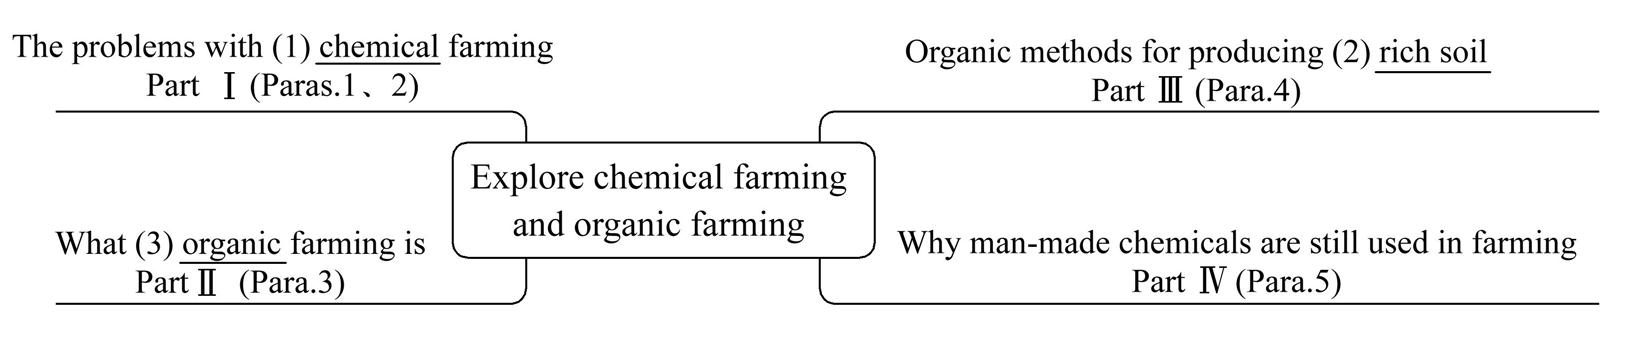 The problems with (1) chemical farming
Part Ⅰ (Paras.1、2)
Organic methods for producing (2) rich soil
Part Ⅲ (Para.4)
Explore chemical farming
and organic farming
What (3) organic farming is
Part Ⅱ (Para.3)
Why man-made chemicals are still used in farming
Part Ⅳ (Para.5)